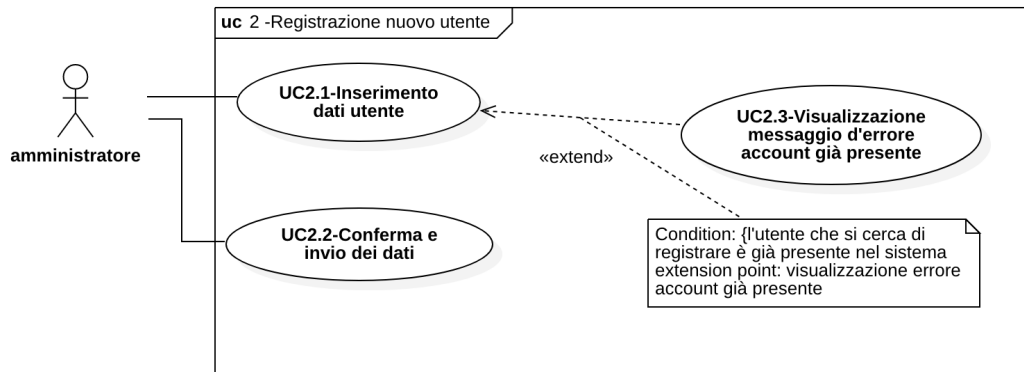 uc 2 -Registrazione nuovo utente
amministratore
UC2.1-Inserimento
dati utente
UC2.3-Visualizzazione
messaggio d'errore
account già presente
«extend»
UC2.2-Conferma e
invio dei dati
Condition: {l'utente che si cerca di
registrare è già presente nel sistema
extension point: visualizzazione errore
account già presente